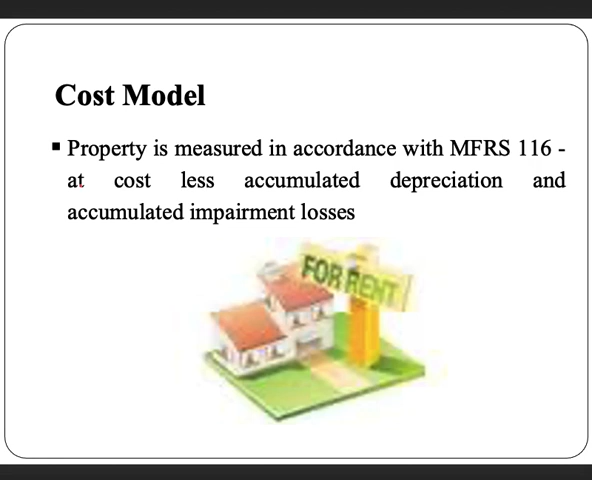 Cost Model
▪ Property is measured in accordance with MFRS 116 -
at cost less accumulated depreciation and
accumulated impairment losses
FOR RENT